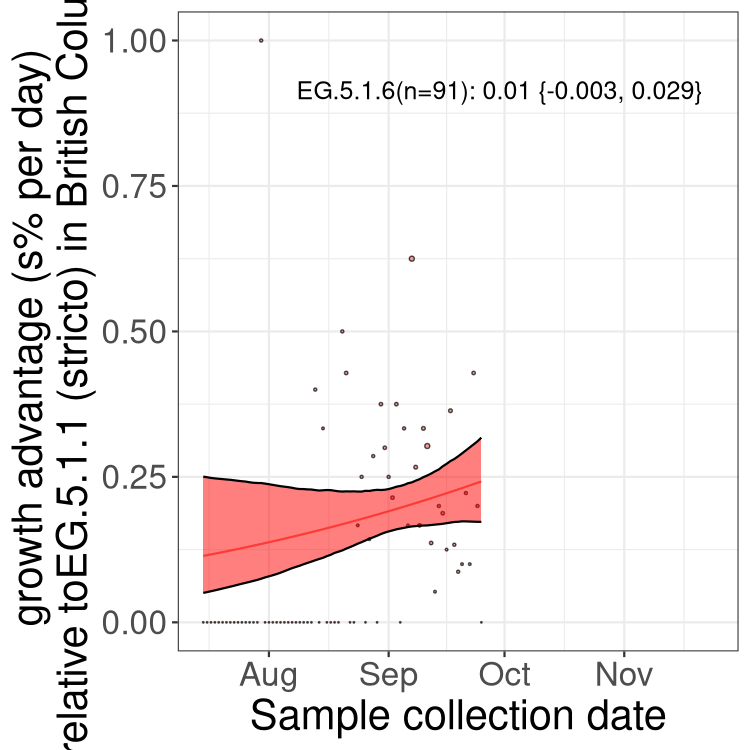 growth advantage (s% per day)
relative toEG.5.1.1 (stricto) in British
1.00
0.75
0.50
0.25
0.00
EG.5.1.6(n=91): 0.01 {-0.003, 0.029}
Aug Sep Oct Nov
Sample collection date